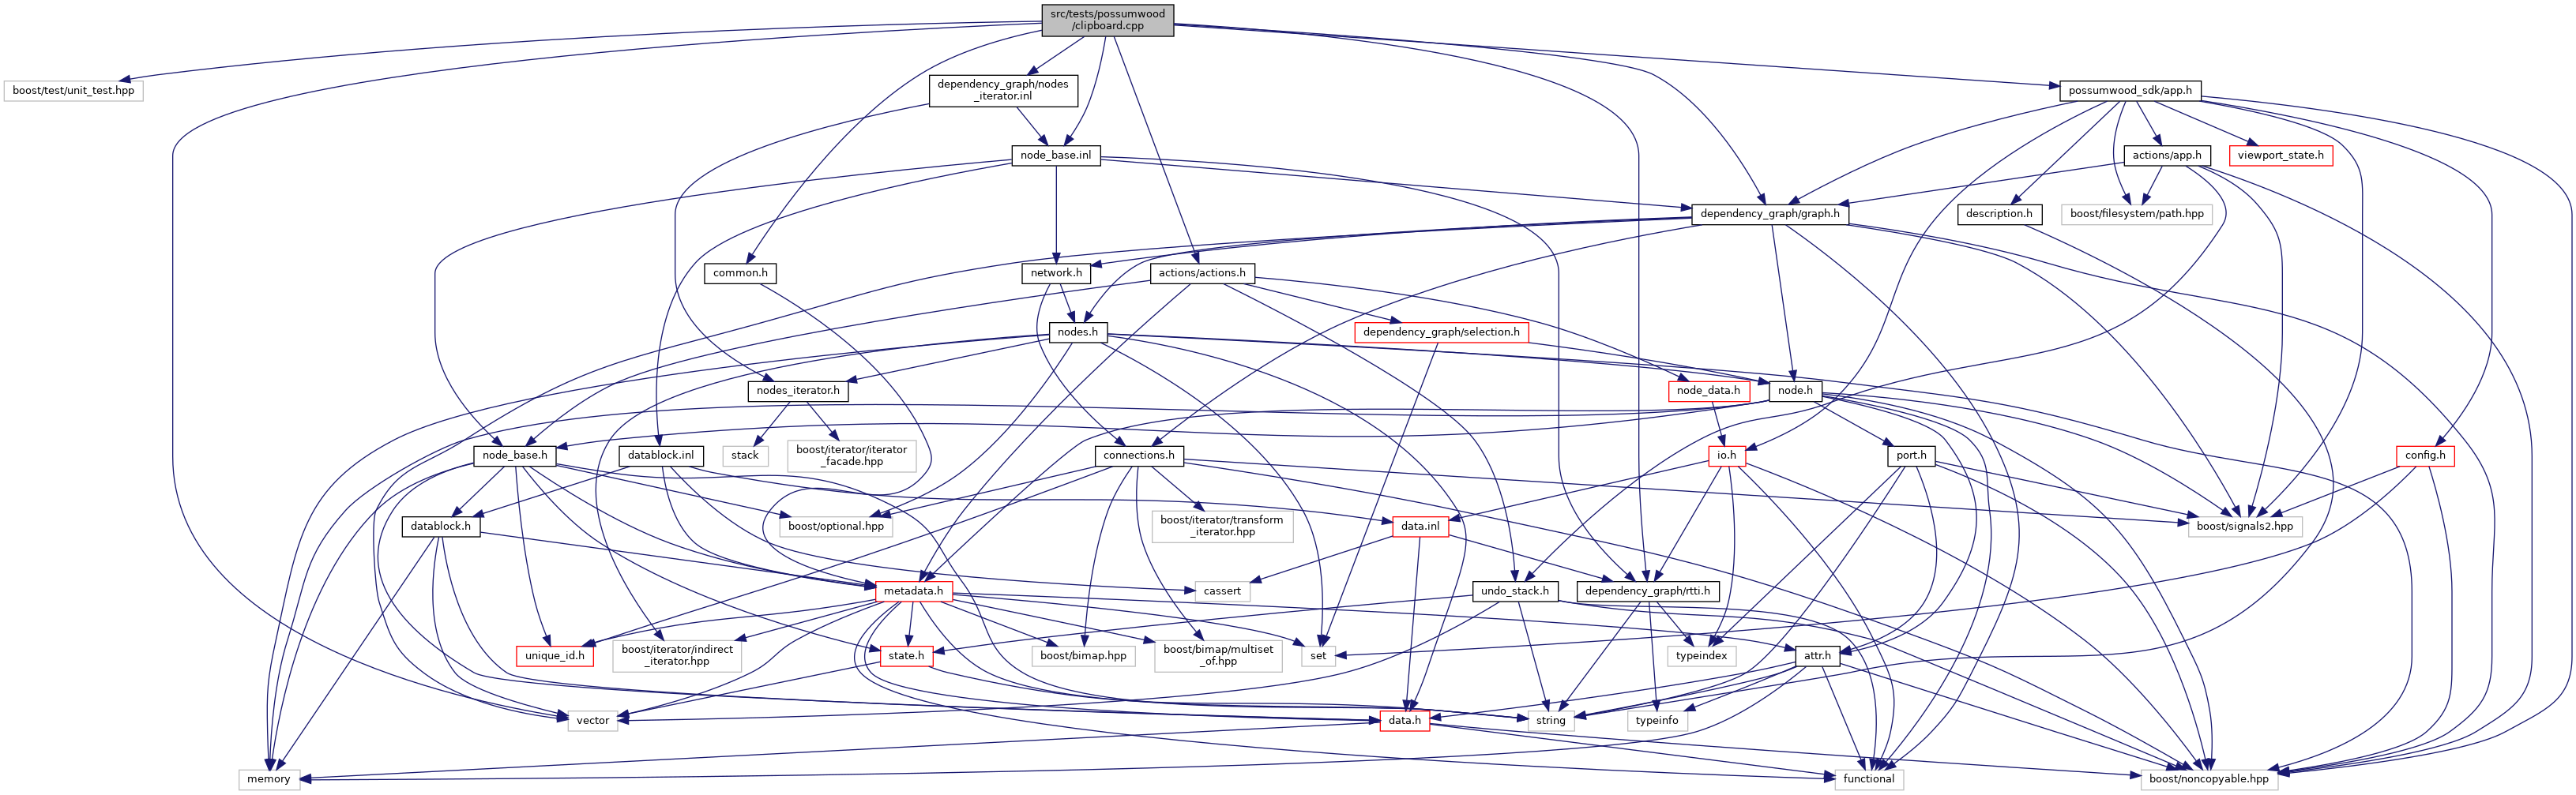 src/tests/possumwood
/clipboard.cpp
boost/test/unit_test.hpp
dependency_graph/nodes
_iterator.inl
possumwood_sdk/app.h
node_base.inl
actions/app.h
viewport_state.h
dependency_graph/graph.h
description.h
boost/filesystem/path.hpp
common.h
network.h
actions/actions.h
nodes.h
dependency_graph/selection.h
nodes_iterator.h
node_data.h
node.h
node_base.h
datablock.inl
stack
boost/iterator/iterator
_facade.hpp
connections.h
io.h
port.h
config.h
datablock.h
boost/optional.hpp
boost/iterator/transform
_iterator.hpp
data.inl
boost/signals2.hpp
metadata.h
cassert
undo_stack.h
dependency_graph/rtti.h
unique_id.h
boost/iterator/indirect
_iterator.hpp
state.h
boost/bimap.hpp
boost/bimap/multiset
_of.hpp
set
typeindex
attr.h
vector
data.h
string
typeinfo
memory
functional
boost/noncopyable.hpp